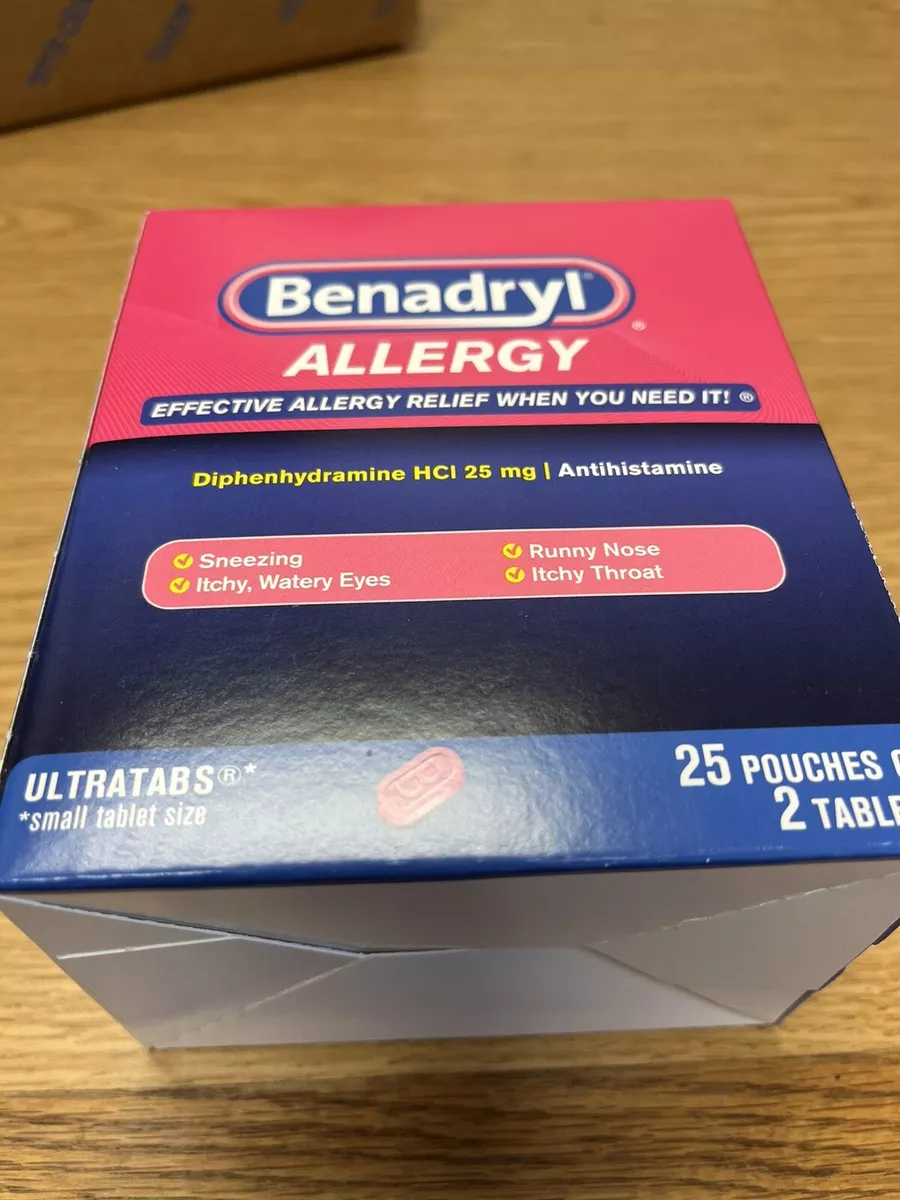 Benadryl®
®
ALLERGY
EFFECTIVE ALLERGY RELIEF WHEN YOU NEED IT! ®
Diphenhydramine HCl 25 mg | Antihistamine
Sneezing
Itchy, Watery Eyes
Runny Nose
Itchy Throat
ULTRATABS®*
*small tablet size
B
25 POUCHES
2